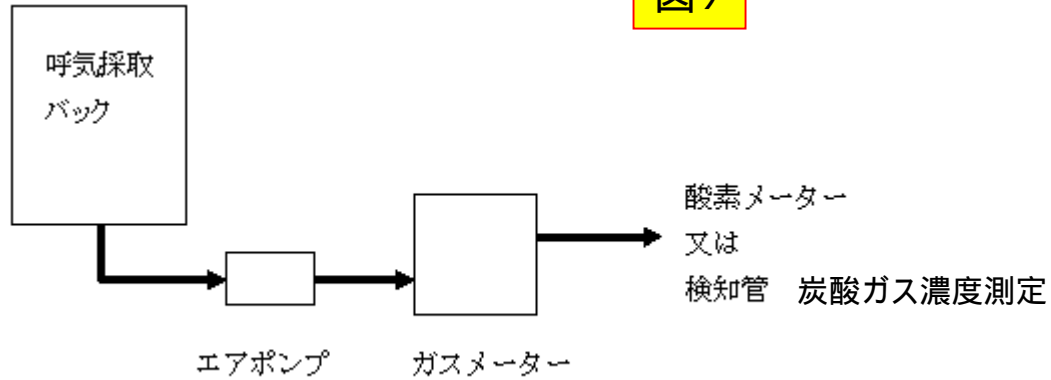 図7
呼気採取
バック
酸素メーター
又は
検知管 炭酸ガス濃度測定
エアポンプ ガスメーター